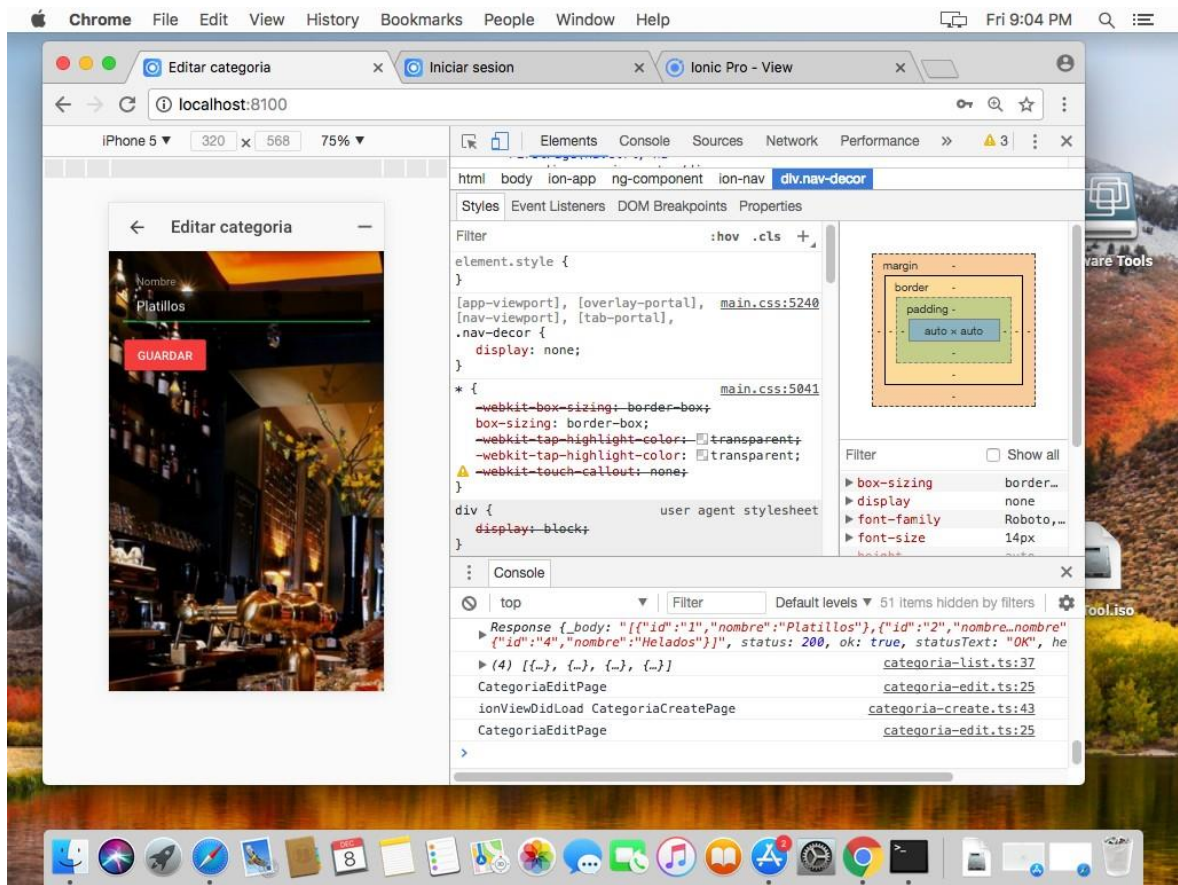 Chrome File Edit View History Bookmarks People Window Help Fri 9:04 PM
Editar categoria Iniciar sesion Ionic Pro - View
localhost:8100
iPhone 5 ▼ 320 x 568 75% ▼
Elements Console Sources Network Performance » 3
html body ion-app ng-component ion-nav div.nav-decor
Styles Event Listeners DOM Breakpoints Properties
Filter :hov .cls +
element.style {
}
[app-viewport], [overlay-portal], main.css:5240
[nav-viewport], [tab-portal],
.nav-decor {
display: none;
}
* { main.css:5041
-webkit-box-sizing: border-box;
box-sizing: border-box;
-webkit-tap-highlight-color: transparent;
-webkit-tap-highlight-color: transparent;
-webkit-touch-callout: none;
}
div { user agent stylesheet
display: block;
}
margin -
border -
padding -
auto × auto
Filter Show all
box-sizing border…
display none
font-family Roboto,…
font-size 14px
Editar categoria
Nombre
Platillos
GUARDAR
Console
top ▼ Filter Default levels ▼ 51 items hidden by filters
Response {_body: "[{"id":"1","nombre":"Platillos"},{"id":"2","nombre…nombre"
{"id":"4","nombre":"Helados"}]", status: 200, ok: true, statusText: "OK", he
(4) [{…}, {…}, {…}, {…}] categoria-list.ts:37
CategoriaEditPage categoria-edit.ts:25
ionViewDidLoad CategoriaCreatePage categoria-create.ts:43
CategoriaEditPage categoria-edit.ts:25
>
ware Tools
Tool.iso
DEC
8
2